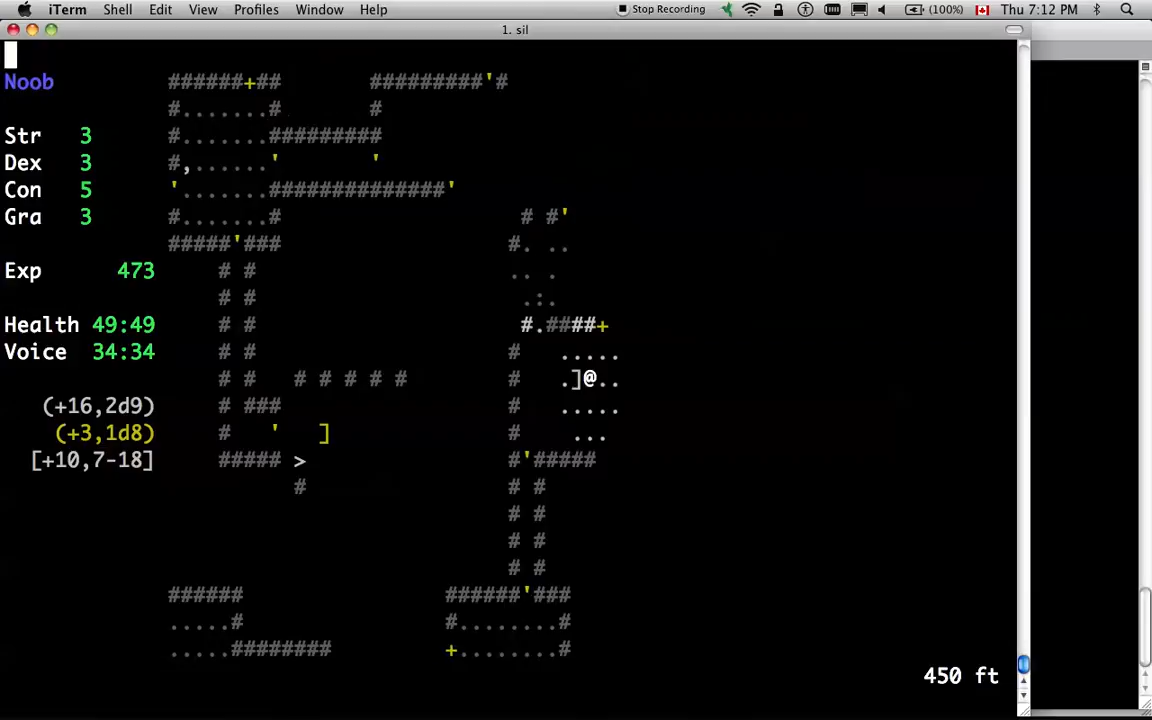 iTerm Shell Edit View Profiles Window Help Stop Recording (100%) Thu 7:12 PM
1. sil
Noob ######+## #########'#
#.......# #
Str 3 #.......#########
Dex 3 #,......' '
Con 5 '.......##############'
Gra 3 #.......# # #'
#####'### #. ..
Exp 473 # # .. .
# # .:.
Health 49:49 # # #.####+
Voice 34:34 # # # .....
# # # # # # # # .]@..
(+16,2d9) # ### # .....
(+3,1d8) # ' ] # ...
[+10,7-18] ##### > #'#####
# # #
# #
# #
###### ######'###
.....# #........#
.....######## +........#
450 ft